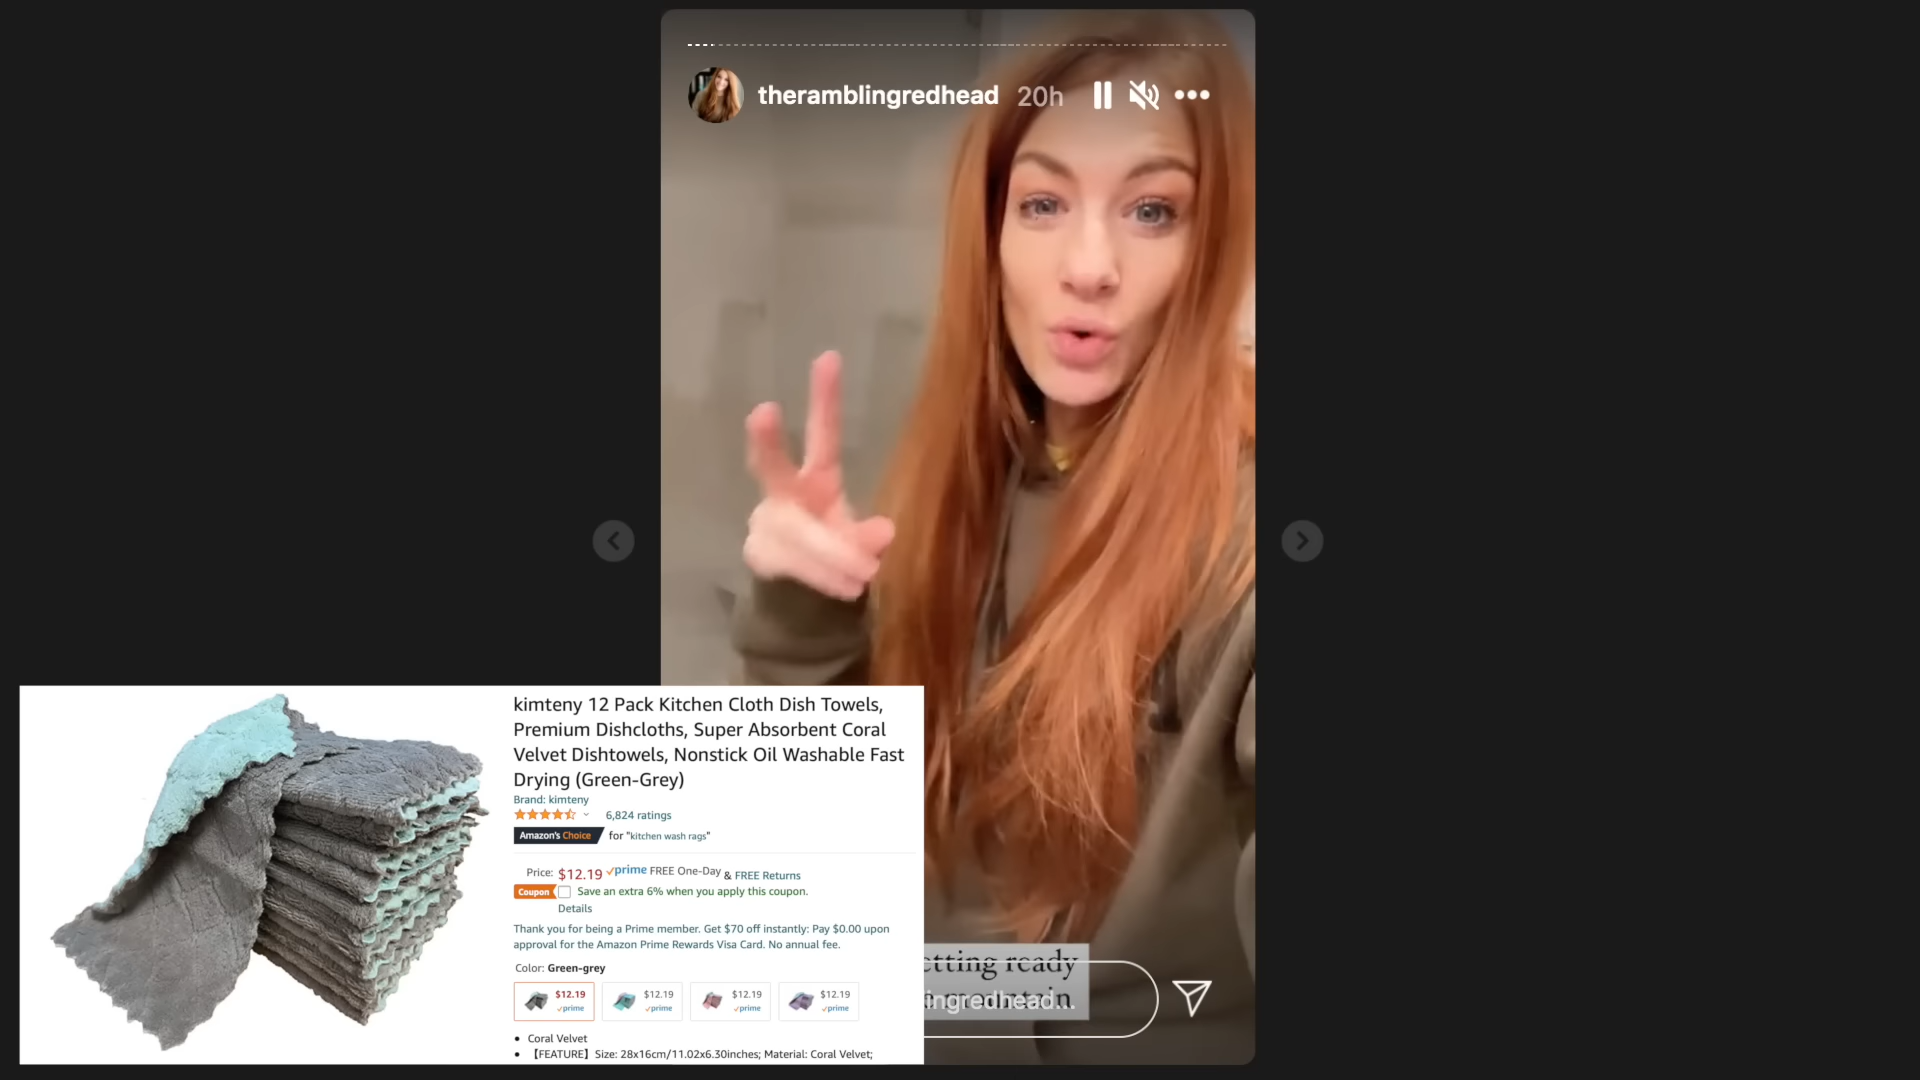 theramblingredhead 20h
kimteny 12 Pack Kitchen Cloth Dish Towels,
Premium Dishcloths, Super Absorbent Coral
Velvet Dishtowels, Nonstick Oil Washable Fast
Drying (Green-Grey)
Brand: kimteny
6,824 ratings
Amazon's Choice for "kitchen wash rags"
Price: $12.19 prime FREE One-Day & FREE Returns
Coupon Save an extra 6% when you apply this coupon.
Details
Thank you for being a Prime member. Get $70 off instantly: Pay $0.00 upon
approval for the Amazon Prime Rewards Visa Card. No annual fee.
Color: Green-grey
$12.19 $12.19 $12.19 $12.19
prime prime prime prime
• Coral Velvet
• 【FEATURE】Size: 28x16cm/11.02x6.30inches; Material: Coral Velvet;
etting ready
mountain
ingredhead...